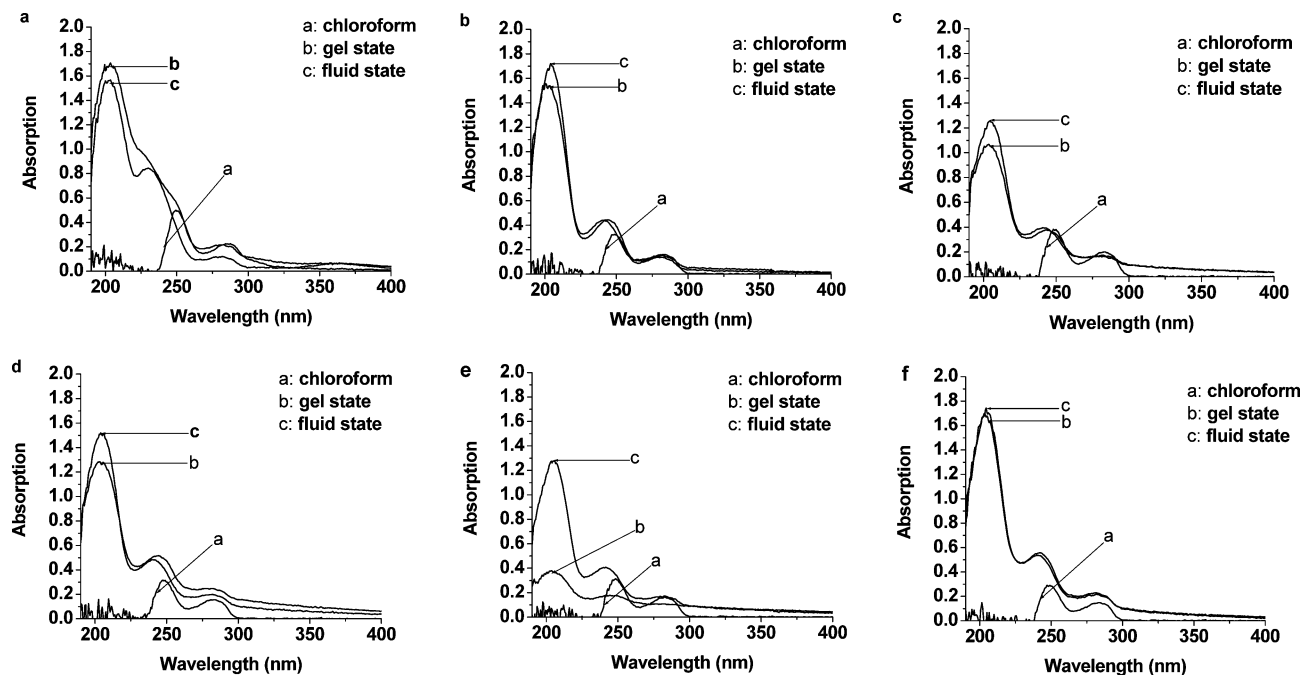 a
a: chloroform
b: gel state
c: fluid state
2.0
1.8
1.6
1.4
1.2
1.0
0.8
0.6
0.4
0.2
0.0
Absorption
b
c
a
200 250 300 350 400
Wavelength (nm)
b
a: chloroform
b: gel state
c: fluid state
2.0
1.8
1.6
1.4
1.2
1.0
0.8
0.6
0.4
0.2
0.0
Absorption
c
b
a
200 250 300 350 400
Wavelength (nm)
c
a: chloroform
b: gel state
c: fluid state
2.0
1.8
1.6
1.4
1.2
1.0
0.8
0.6
0.4
0.2
0.0
Absorption
c
b
a
200 250 300 350 400
Wavelength (nm)
d
a: chloroform
b: gel state
c: fluid state
2.0
1.8
1.6
1.4
1.2
1.0
0.8
0.6
0.4
0.2
0.0
Absorption
c
b
a
200 250 300 350 400
Wavelength (nm)
e
a: chloroform
b: gel state
c: fluid state
2.0
1.8
1.6
1.4
1.2
1.0
0.8
0.6
0.4
0.2
0.0
Absorption
c
b
a
200 250 300 350 400
Wavelength (nm)
f
a: chloroform
b: gel state
c: fluid state
2.0
1.8
1.6
1.4
1.2
1.0
0.8
0.6
0.4
0.2
0.0
Absorption
c
b
a
200 250 300 350 400
Wavelength (nm)